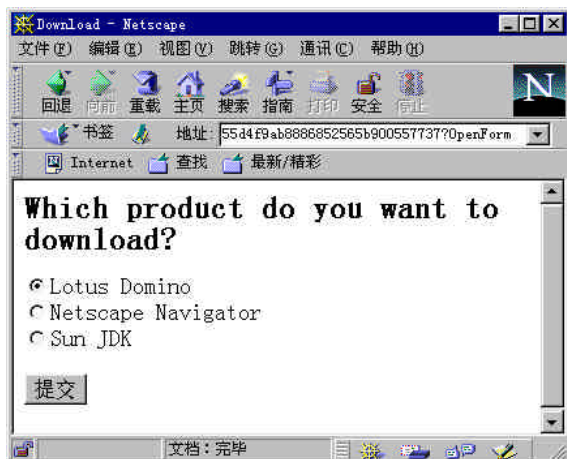 Download - Netscape
文件(F) 编辑(E) 视图(V) 跳转(G) 通讯(C) 帮助(H)
回退 向前 重载 主页 搜索 指南 打印 安全 停止
N
书签 地址: 55d4f9ab8886852565b900557737?OpenForm
Internet 查找 最新/精彩
Which product do you want to
download?
Lotus Domino
Netscape Navigator
Sun JDK
提交
文档:完毕